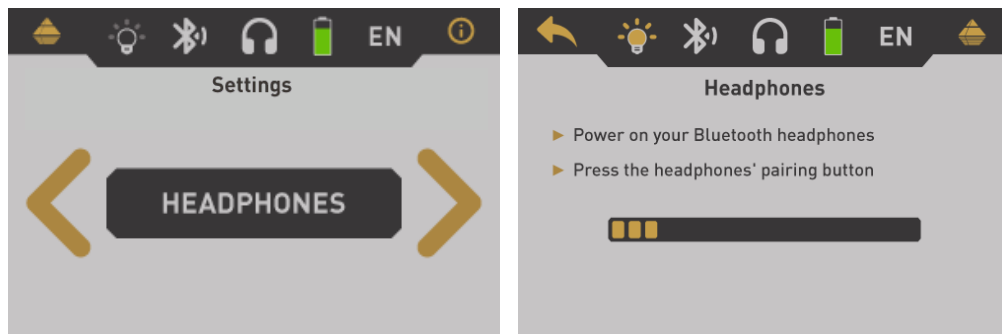 EN
Settings
HEADPHONES
EN
Headphones
Power on your Bluetooth headphones
Press the headphones' pairing button